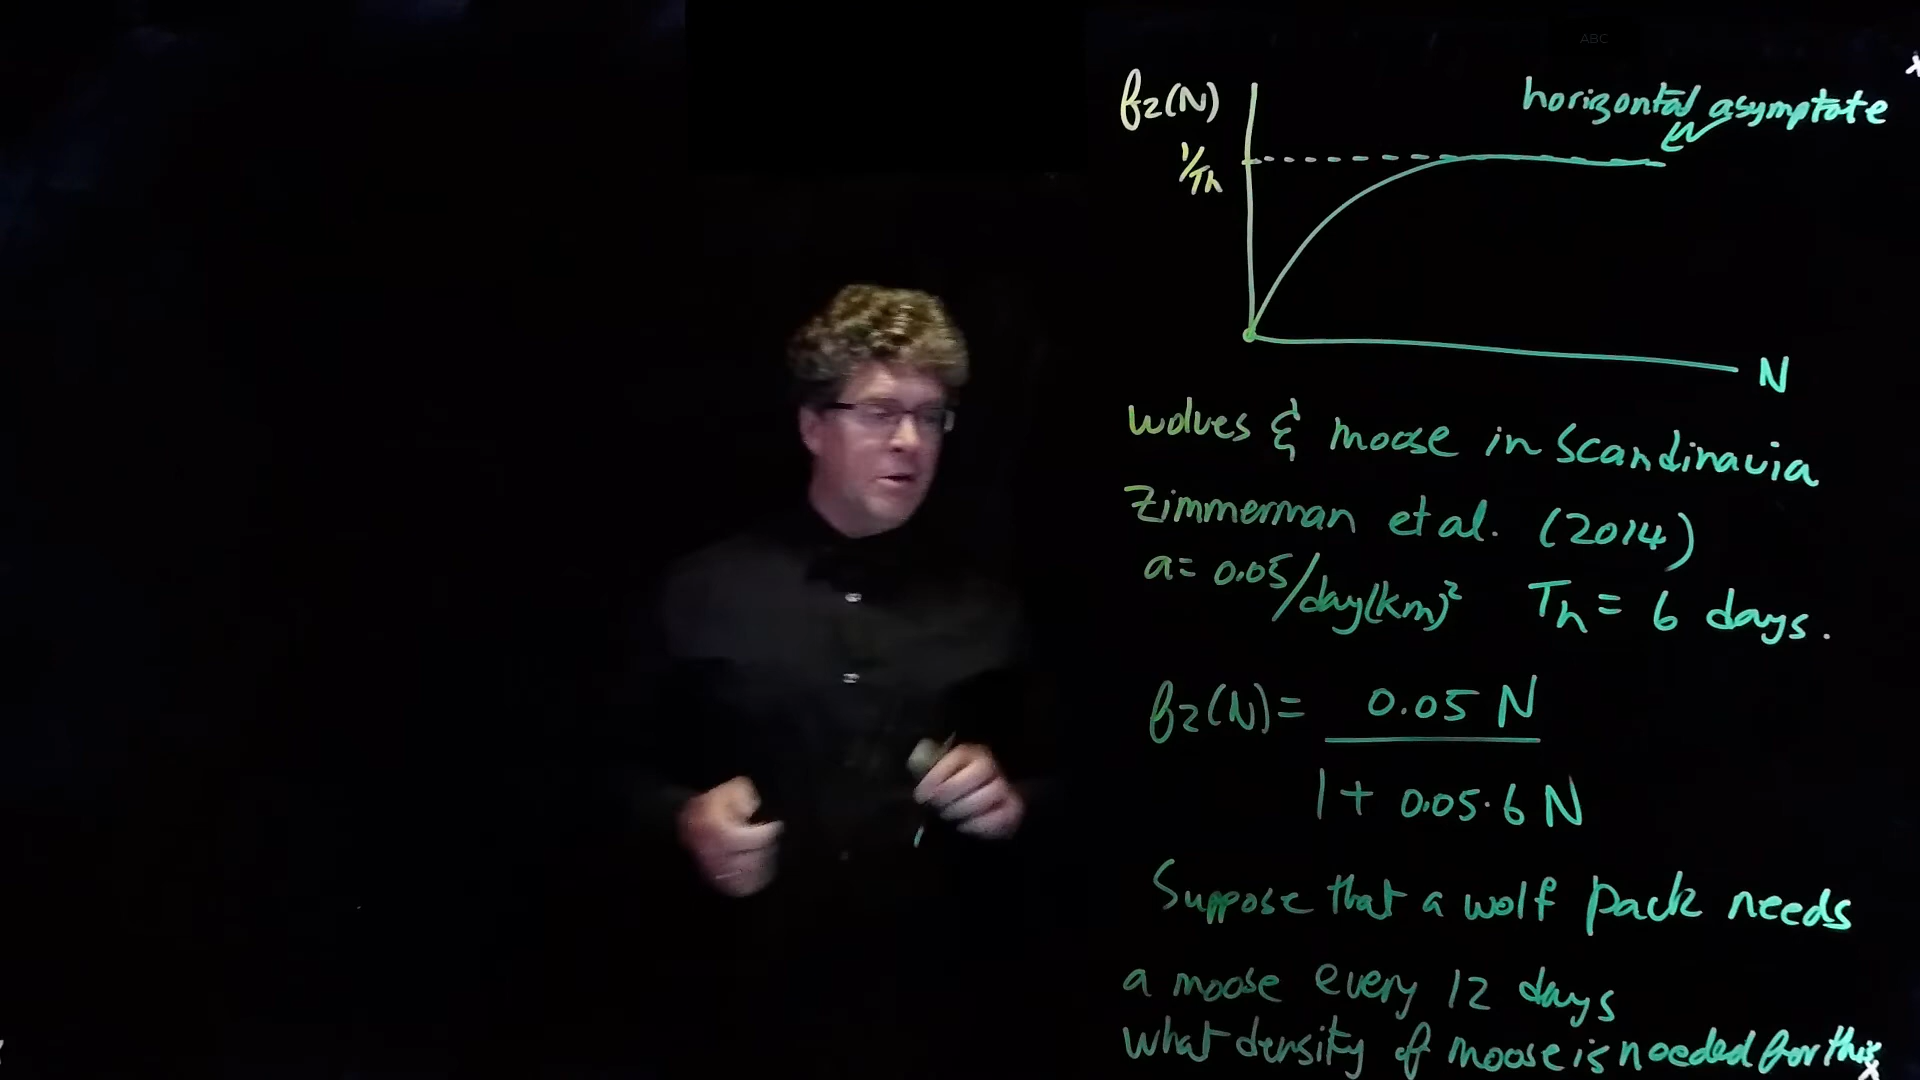 ABC
f₂(N)
horizontal asymptote
1/Th
N
wolves & moose in Scandinavia
Zimmerman et al. (2014)
a = 0.05/day(km)² Th = 6 days.
f₂(N) = 0.05 N
1 + 0.05·6 N
Suppose that a wolf pack needs
a moose every 12 days
what density of moose is needed for this